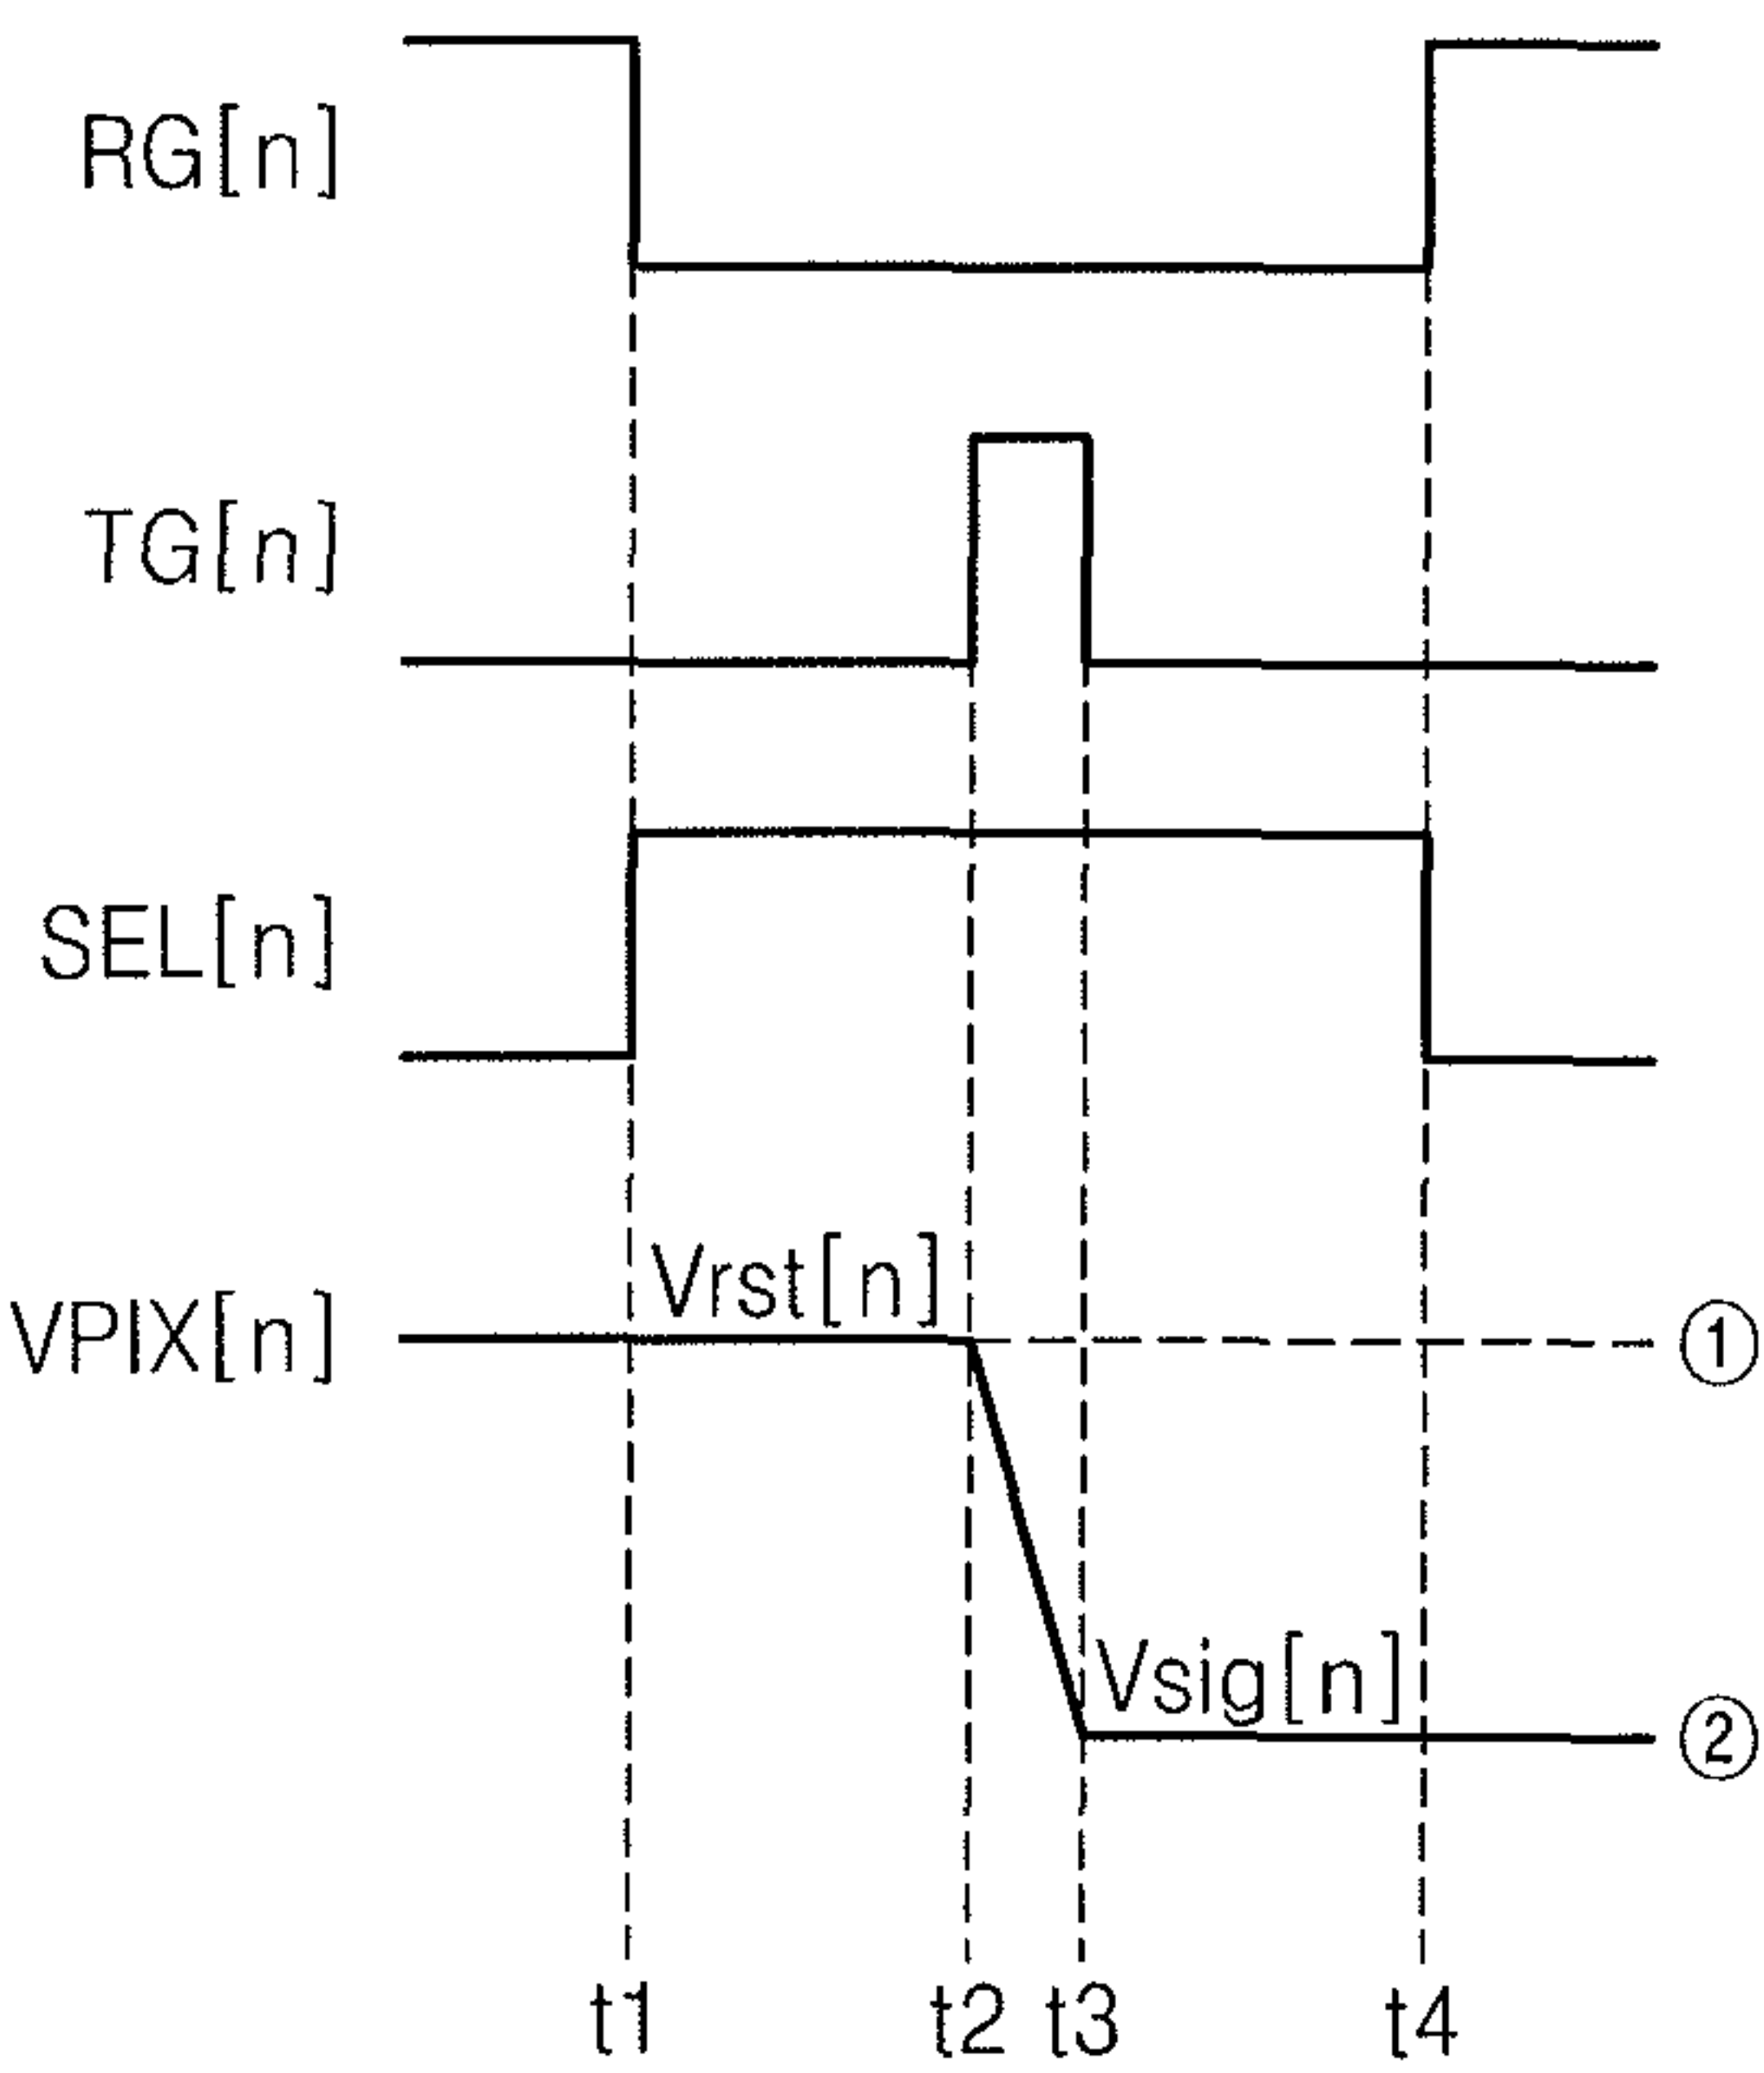 RG[n]
TG[n]
SEL[n]
Vrst[n]
VPIX[n]
①
Vsig[n]
②
t1 t2 t3 t4